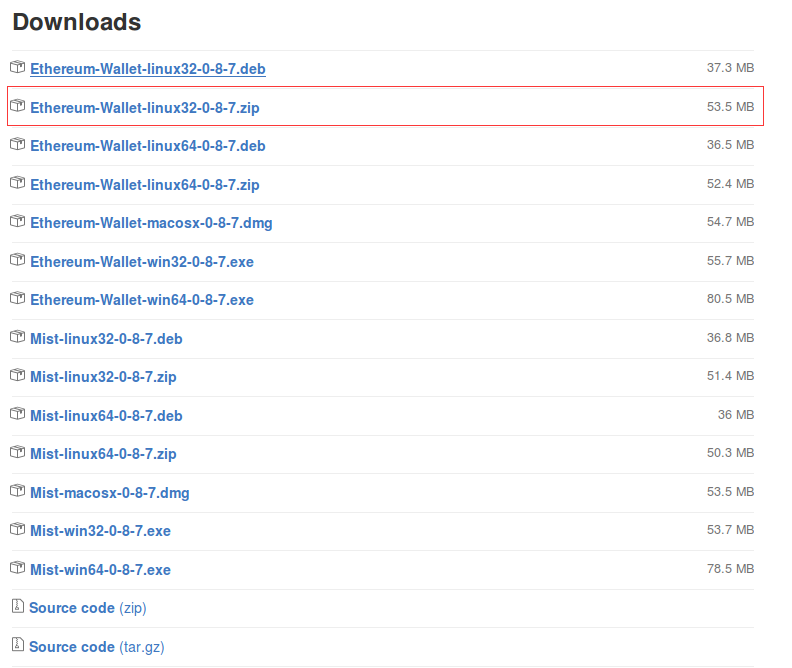 Downloads
Ethereum-Wallet-linux32-0-8-7.deb 37.3 MB
Ethereum-Wallet-linux32-0-8-7.zip 53.5 MB
Ethereum-Wallet-linux64-0-8-7.deb 36.5 MB
Ethereum-Wallet-linux64-0-8-7.zip 52.4 MB
Ethereum-Wallet-macosx-0-8-7.dmg 54.7 MB
Ethereum-Wallet-win32-0-8-7.exe 55.7 MB
Ethereum-Wallet-win64-0-8-7.exe 80.5 MB
Mist-linux32-0-8-7.deb 36.8 MB
Mist-linux32-0-8-7.zip 51.4 MB
Mist-linux64-0-8-7.deb 36 MB
Mist-linux64-0-8-7.zip 50.3 MB
Mist-macosx-0-8-7.dmg 53.5 MB
Mist-win32-0-8-7.exe 53.7 MB
Mist-win64-0-8-7.exe 78.5 MB
Source code (zip)
Source code (tar.gz)